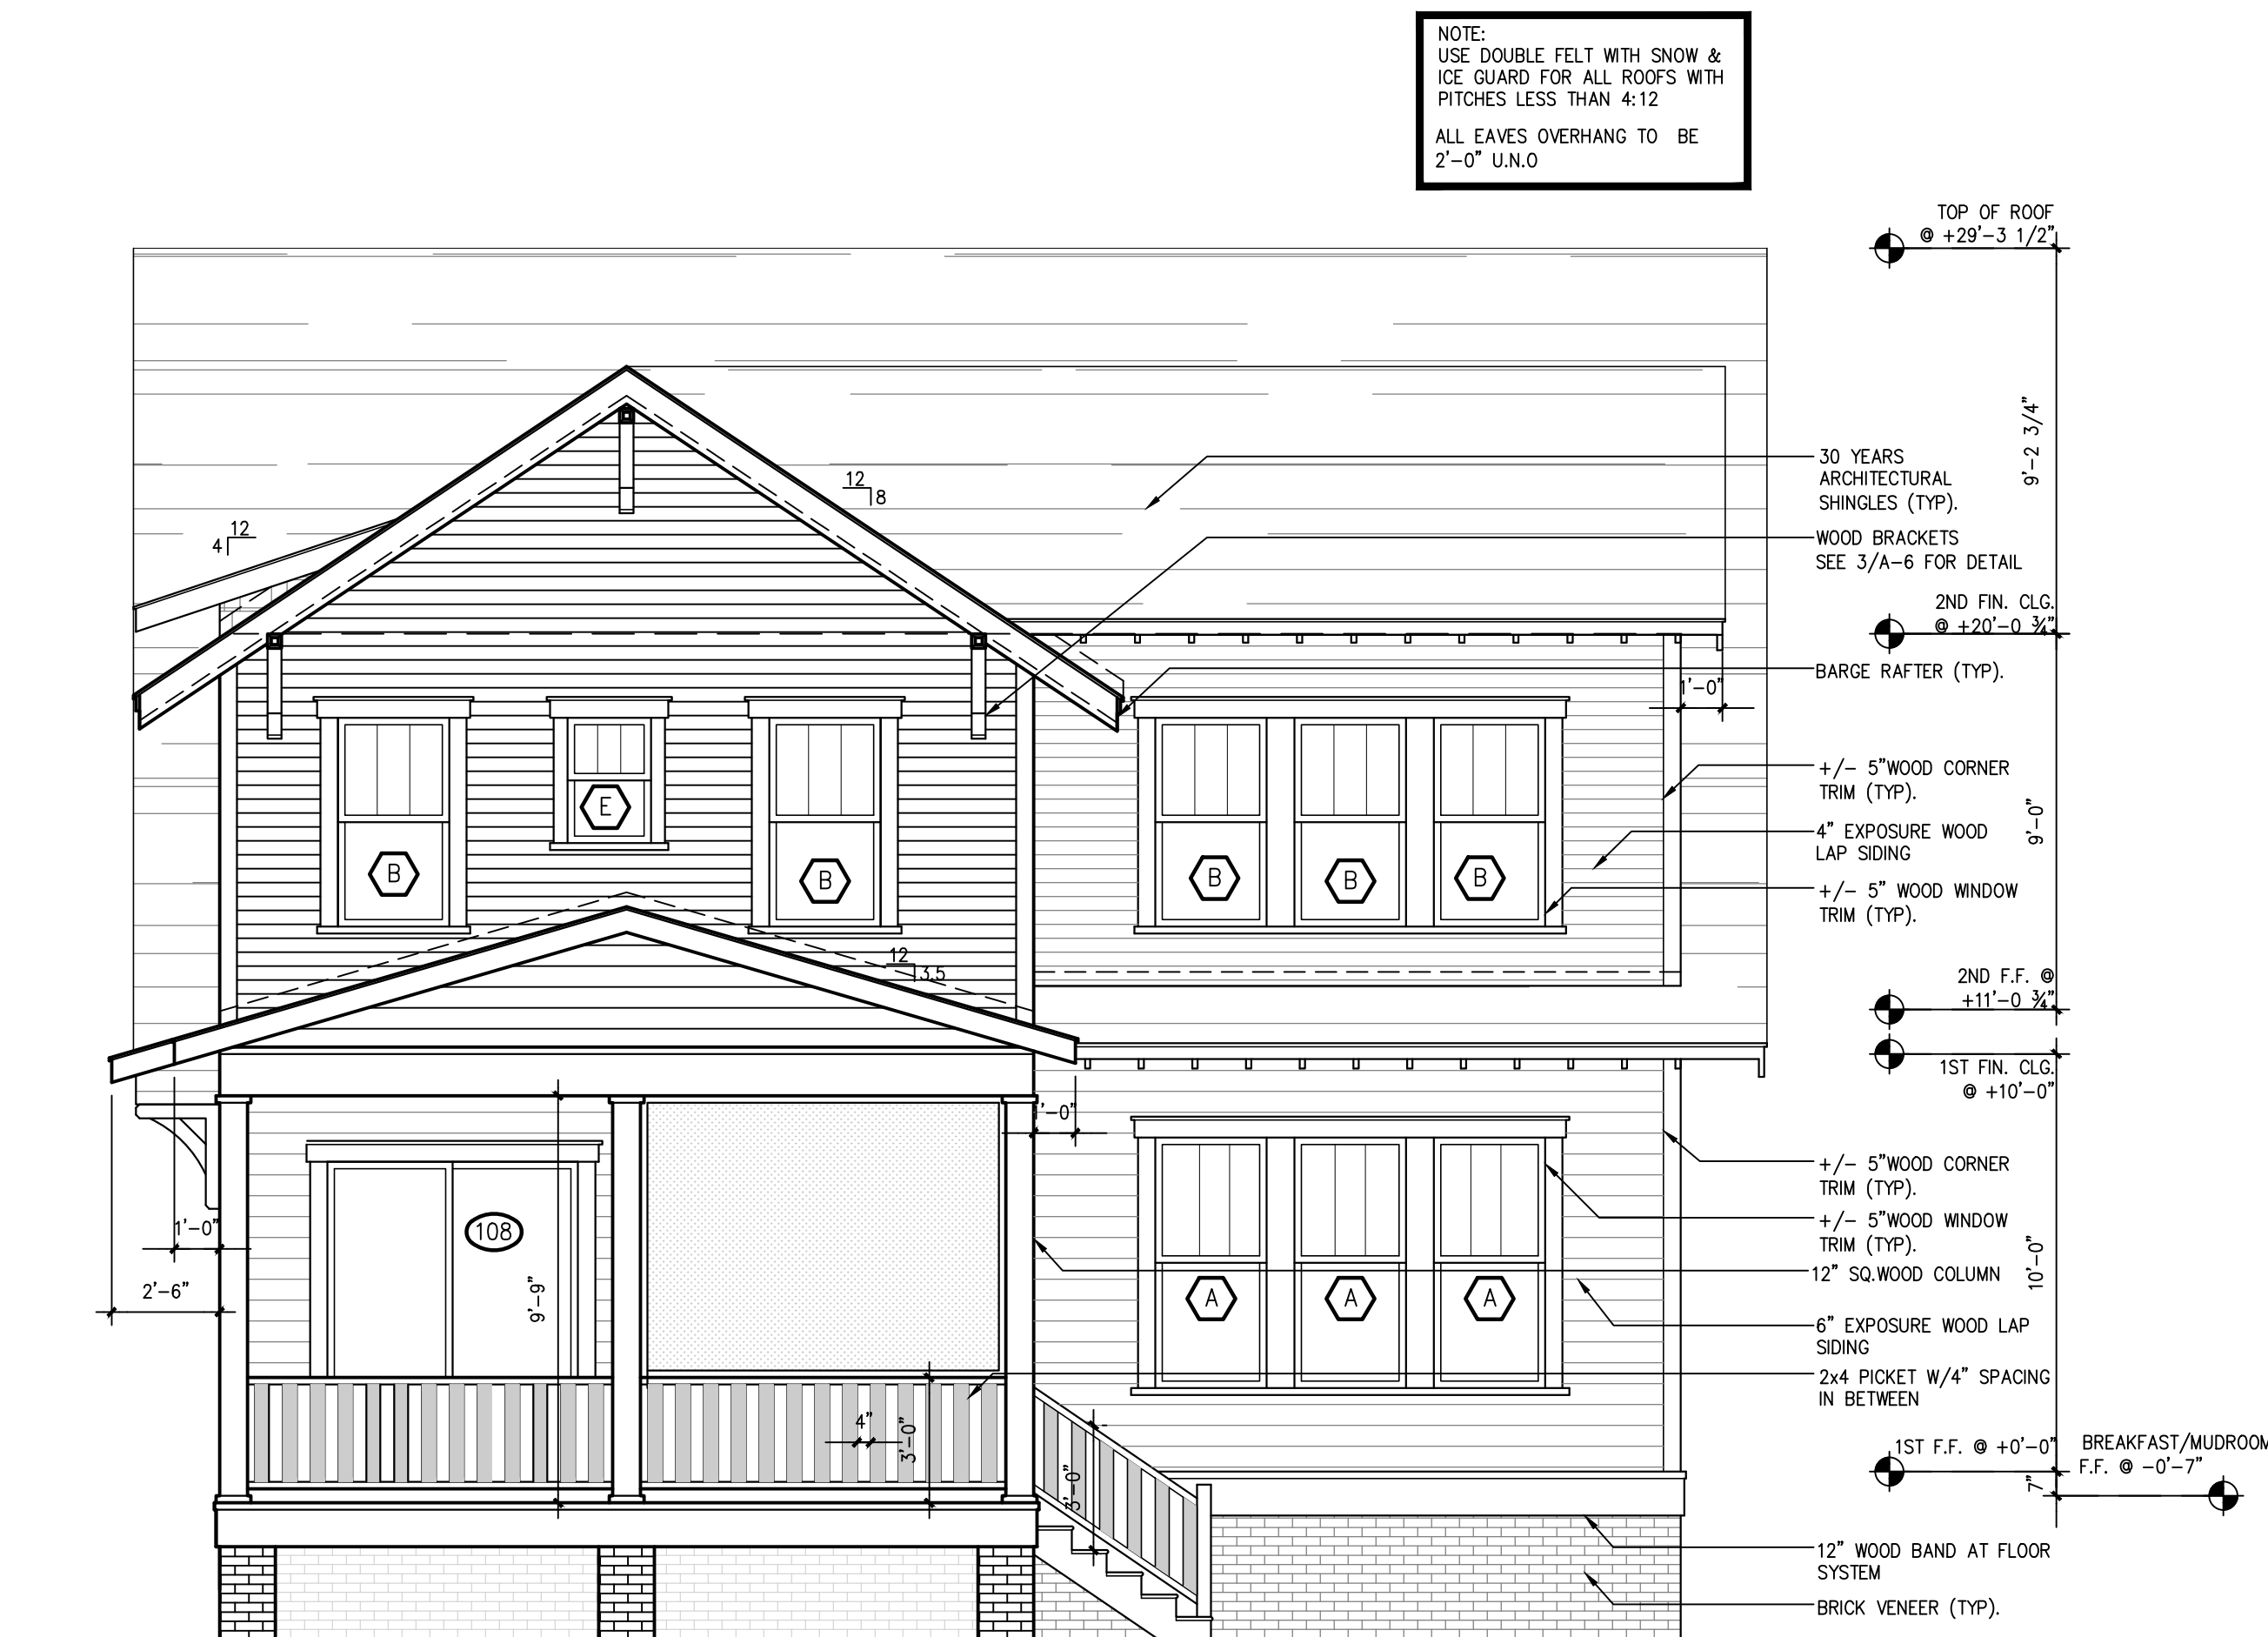 NOTE:
USE DOUBLE FELT WITH SNOW &
ICE GUARD FOR ALL ROOFS WITH
PITCHES LESS THAN 4:12
ALL EAVES OVERHANG TO BE
2'-0" U.N.O
TOP OF ROOF
@ +29'-3 1/2"
9'-2 3/4"
30 YEARS
ARCHITECTURAL
SHINGLES (TYP).
WOOD BRACKETS
SEE 3/A-6 FOR DETAIL
2ND FIN. CLG.
@ +20'-0 ¾"
BARGE RAFTER (TYP).
1'-0"
+/- 5"WOOD CORNER
TRIM (TYP).
9'-0"
4" EXPOSURE WOOD
LAP SIDING
+/- 5" WOOD WINDOW
TRIM (TYP).
2ND F.F. @
+11'-0 ¾"
1ST FIN. CLG.
@ +10'-0"
+/- 5"WOOD CORNER
TRIM (TYP).
+/- 5"WOOD WINDOW
TRIM (TYP).
12" SQ.WOOD COLUMN
10'-0"
6" EXPOSURE WOOD LAP
SIDING
2x4 PICKET W/4" SPACING
IN BETWEEN
1ST F.F. @ +0'-0"
BREAKFAST/MUDROOM
F.F. @ -0'-7"
7"
12" WOOD BAND AT FLOOR
SYSTEM
BRICK VENEER (TYP).
12
8
12
4
E
B
B
B
B
B
12
3.5
1'-0"
108
1'-0"
2'-6"
9'-9"
A
A
A
4"
3'-0"
3'-0"